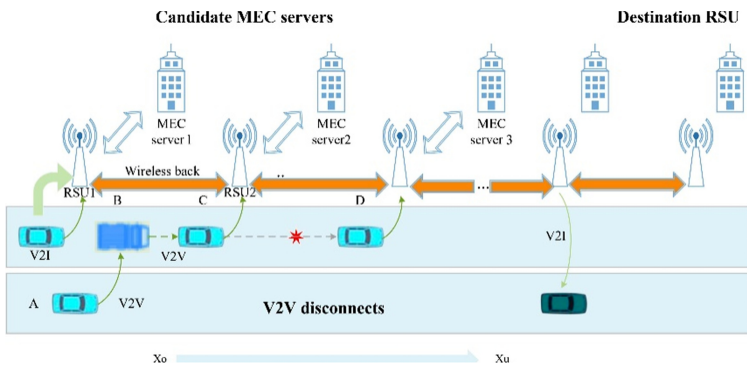 Candidate MEC servers
Destination RSU
MEC
server 1
MEC
server2
MEC
server 3
Wireless back
..
...
RSU1
RSU2
B
C
D
V2I
V2V
V2I
A
V2V
V2V disconnects
Xo
Xu